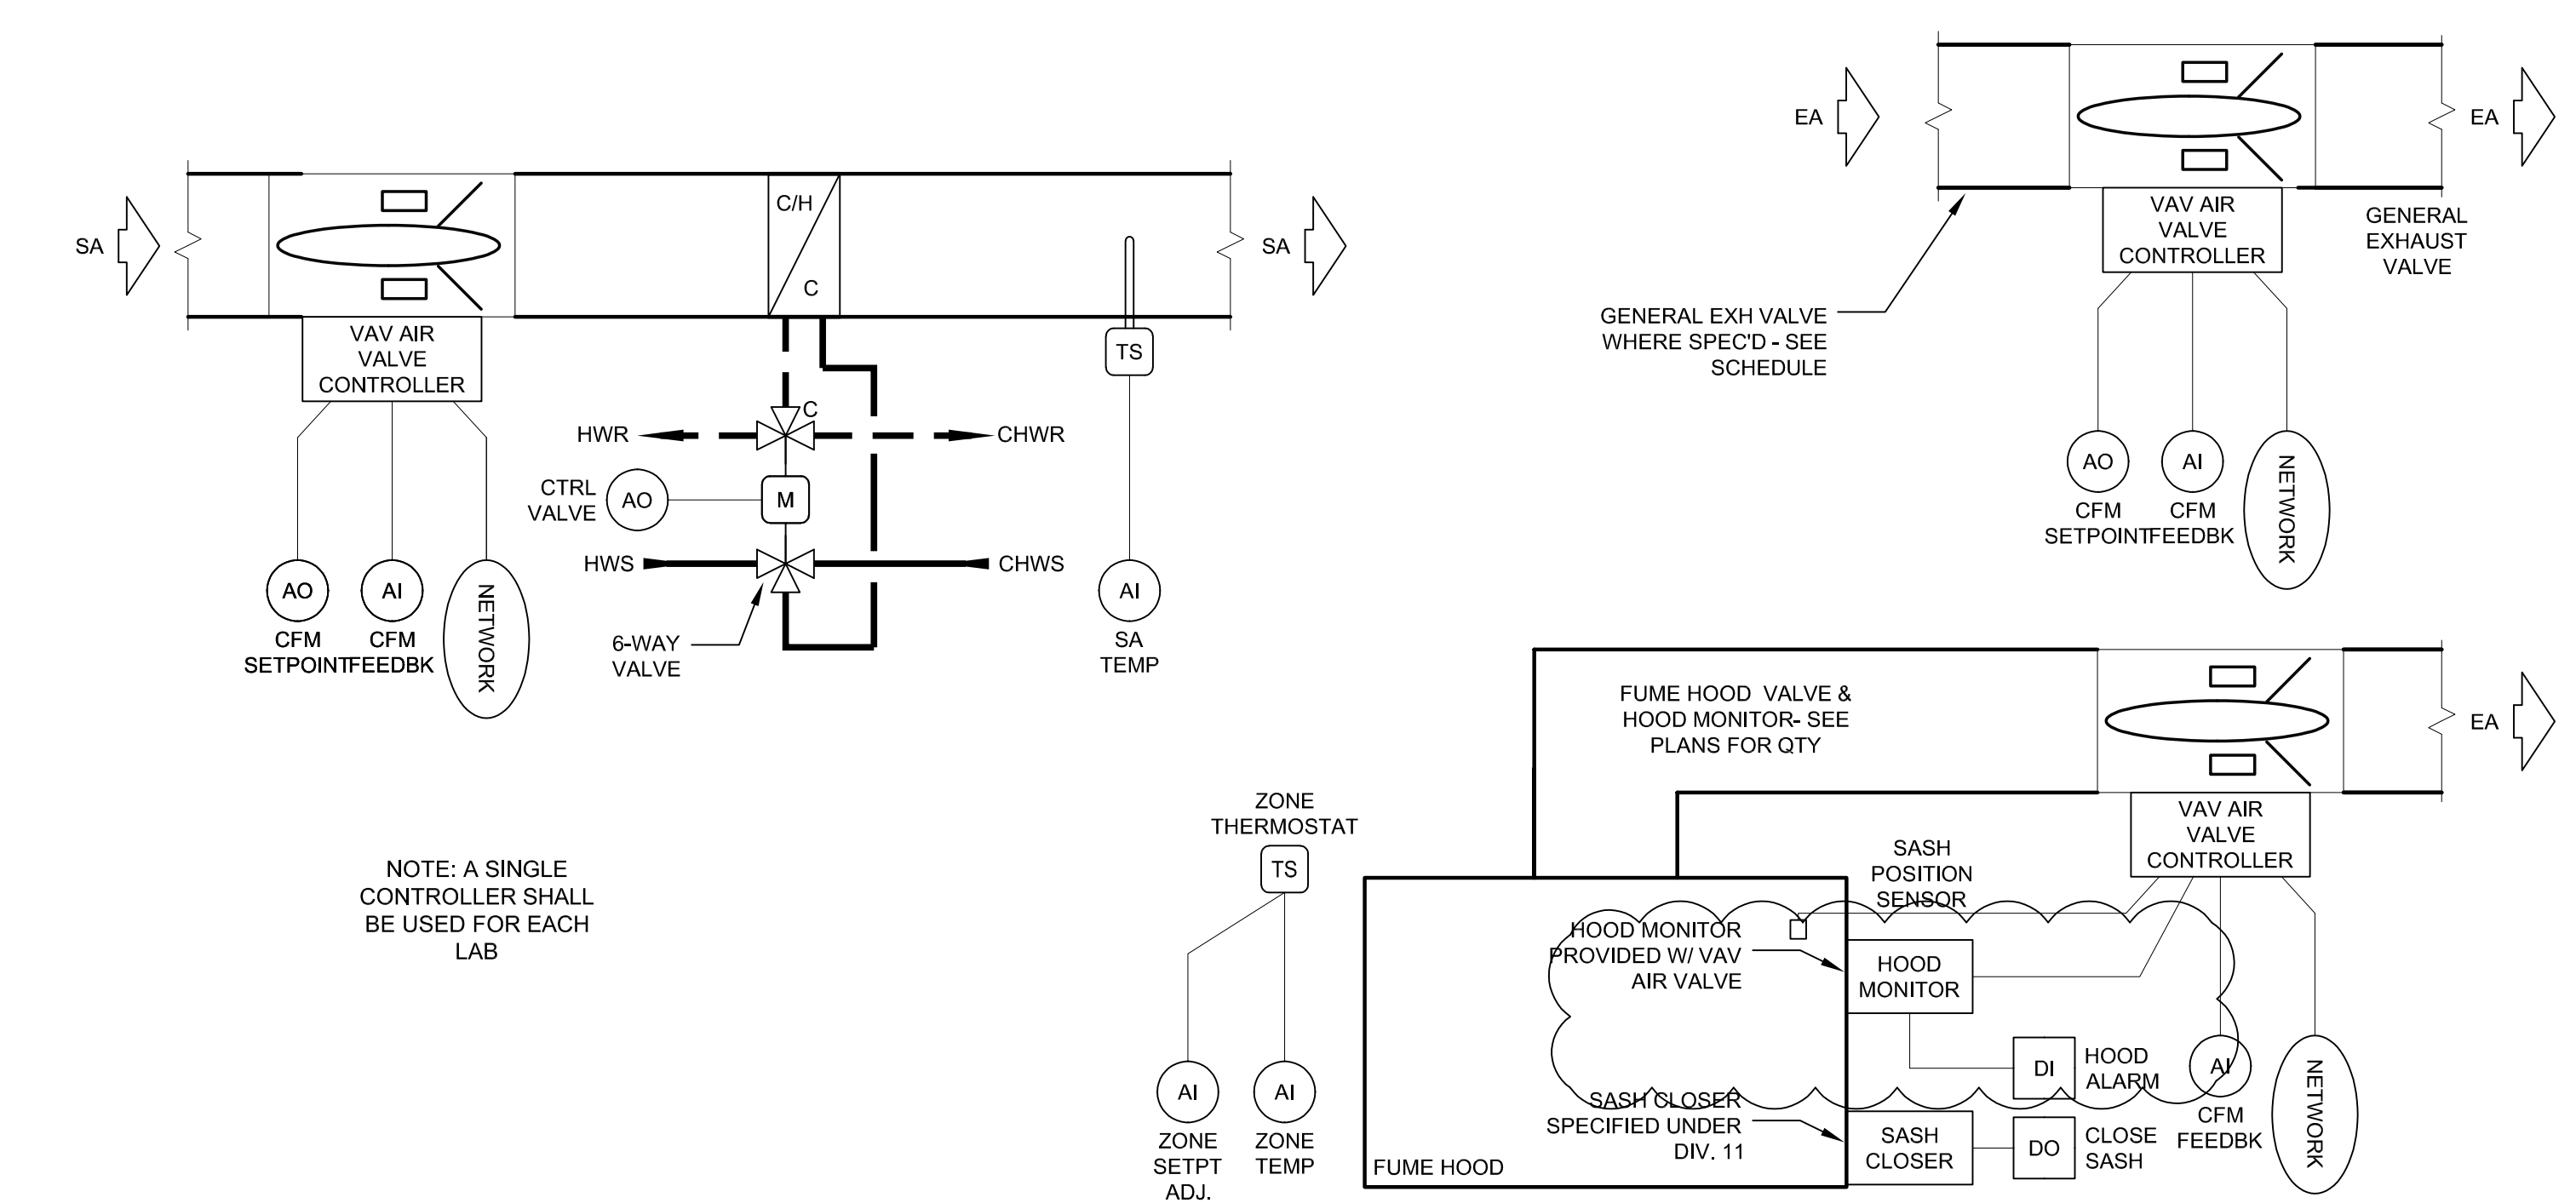 SA
VAV AIR
VALVE
CONTROLLER
AO
CFM
SETPOINT
AI
CFM
FEEDBK
NETWORK
C/H
C
C
HWR
CHWR
CTRL
VALVE
AO
M
HWS
CHWS
6-WAY
VALVE
TS
AI
SA
TEMP
SA
EA
EA
VAV AIR
VALVE
CONTROLLER
GENERAL
EXHAUST
VALVE
GENERAL EXH VALVE
WHERE SPEC'D - SEE
SCHEDULE
AO
CFM
SETPOINT
AI
CFM
FEEDBK
NETWORK
NOTE: A SINGLE
CONTROLLER SHALL
BE USED FOR EACH
LAB
ZONE
THERMOSTAT
TS
AI
ZONE
SETPT
ADJ.
AI
ZONE
TEMP
FUME HOOD VALVE &
HOOD MONITOR- SEE
PLANS FOR QTY
EA
VAV AIR
VALVE
CONTROLLER
SASH
POSITION
SENSOR
HOOD MONITOR
PROVIDED W/ VAV
AIR VALVE
HOOD
MONITOR
DI
HOOD
ALARM
AI
CFM
FEEDBK
NETWORK
SASH CLOSER
SPECIFIED UNDER
DIV. 11
SASH
CLOSER
DO
CLOSE
SASH
FUME HOOD